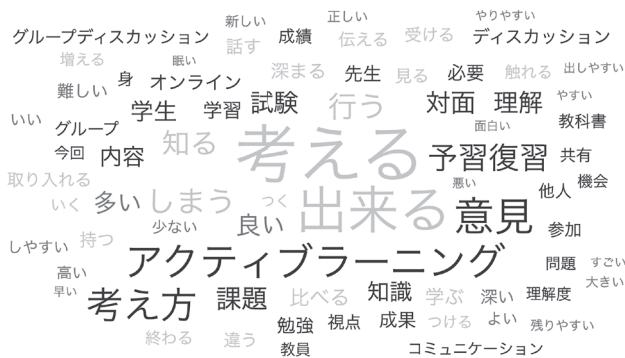 新しい 正しい やりやすい
グループディスカッション 話す 成績 伝える 受ける ディスカッション
増える 眠い 深まる 先生 見る 必要 触れる 出しやすい
難しい 身 オンライン
いい 学生 学習 試験 行う 対面 理解 やすい
グループ 知る 考える 面白い 教科書
今回 内容 予習復習 共有
取り入れる 悪い 機会
いく 多い しまう つく 出来る 意見 他人
少ない 良い 参加
しやすい 持つ アクティブラーニング 問題 すごい
高い 大きい
早い 考え方 課題 比べる 知識 学ぶ 深い 理解度
勉強 視点 成果 つける よい 残りやすい
終わる 違う 教員 コミュニケーション